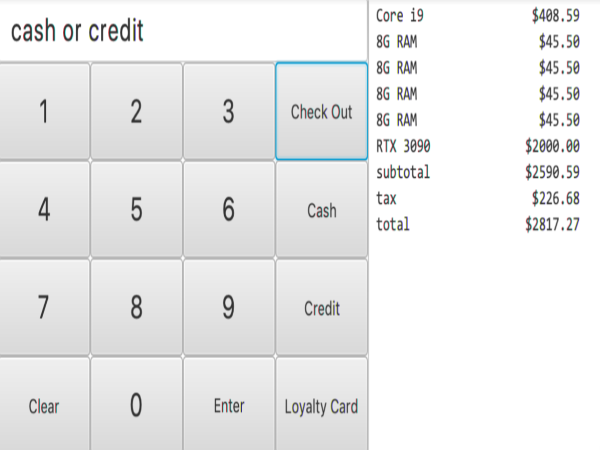 cash or credit
1 2 3 Check Out
4 5 6 Cash
7 8 9 Credit
Clear 0 Enter Loyalty Card
Core i9 $408.59
8G RAM $45.50
8G RAM $45.50
8G RAM $45.50
8G RAM $45.50
RTX 3090 $2000.00
subtotal $2590.59
tax $226.68
total $2817.27